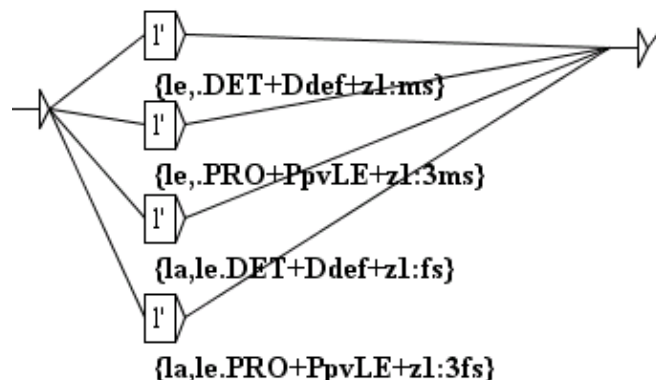 l'
{le,.DET+Ddef+z1:ms}
l'
{le,.PRO+PpvLE+z1:3ms}
l'
{la,le.DET+Ddef+z1:fs}
l'
{la,le.PRO+PpvLE+z1:3fs}